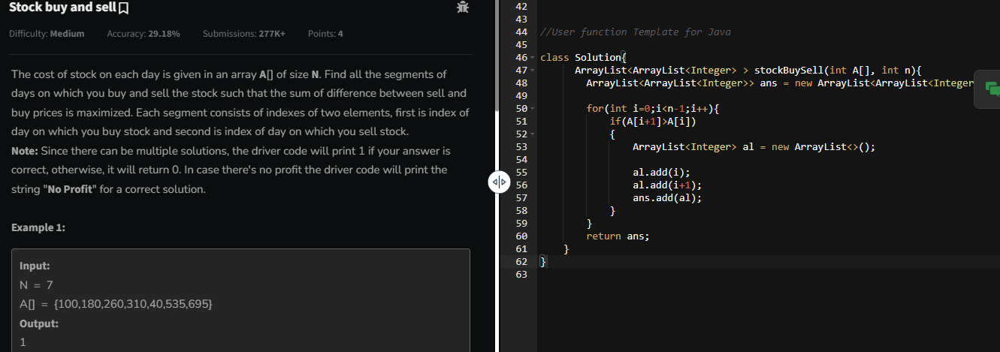 Stock buy and sell
Difficulty: Medium Accuracy: 29.18% Submissions: 277K+ Points: 4
The cost of stock on each day is given in an array A[] of size N. Find all the segments of
days on which you buy and sell the stock such that the sum of difference between sell and
buy prices is maximized. Each segment consists of indexes of two elements, first is index of
day on which you buy stock and second is index of day on which you sell stock.
Note: Since there can be multiple solutions, the driver code will print 1 if your answer is
correct, otherwise, it will return 0. In case there's no profit the driver code will print the
string "No Profit" for a correct solution.
Example 1:
Input:
N = 7
A[] = {100,180,260,310,40,535,695}
Output:
1
42
43
44 //User function Template for Java
45
46 class Solution{
47 ArrayList<ArrayList<Integer> > stockBuySell(int A[], int n){
48 ArrayList<ArrayList<Integer>> ans = new ArrayList<ArrayList<Integer
49
50 for(int i=0;i<n-1;i++){
51 if(A[i+1]>A[i])
52 {
53 ArrayList<Integer> al = new ArrayList<>();
54
55 al.add(i);
56 al.add(i+1);
57 ans.add(al);
58 }
59 }
60 return ans;
61 }
62 }
63